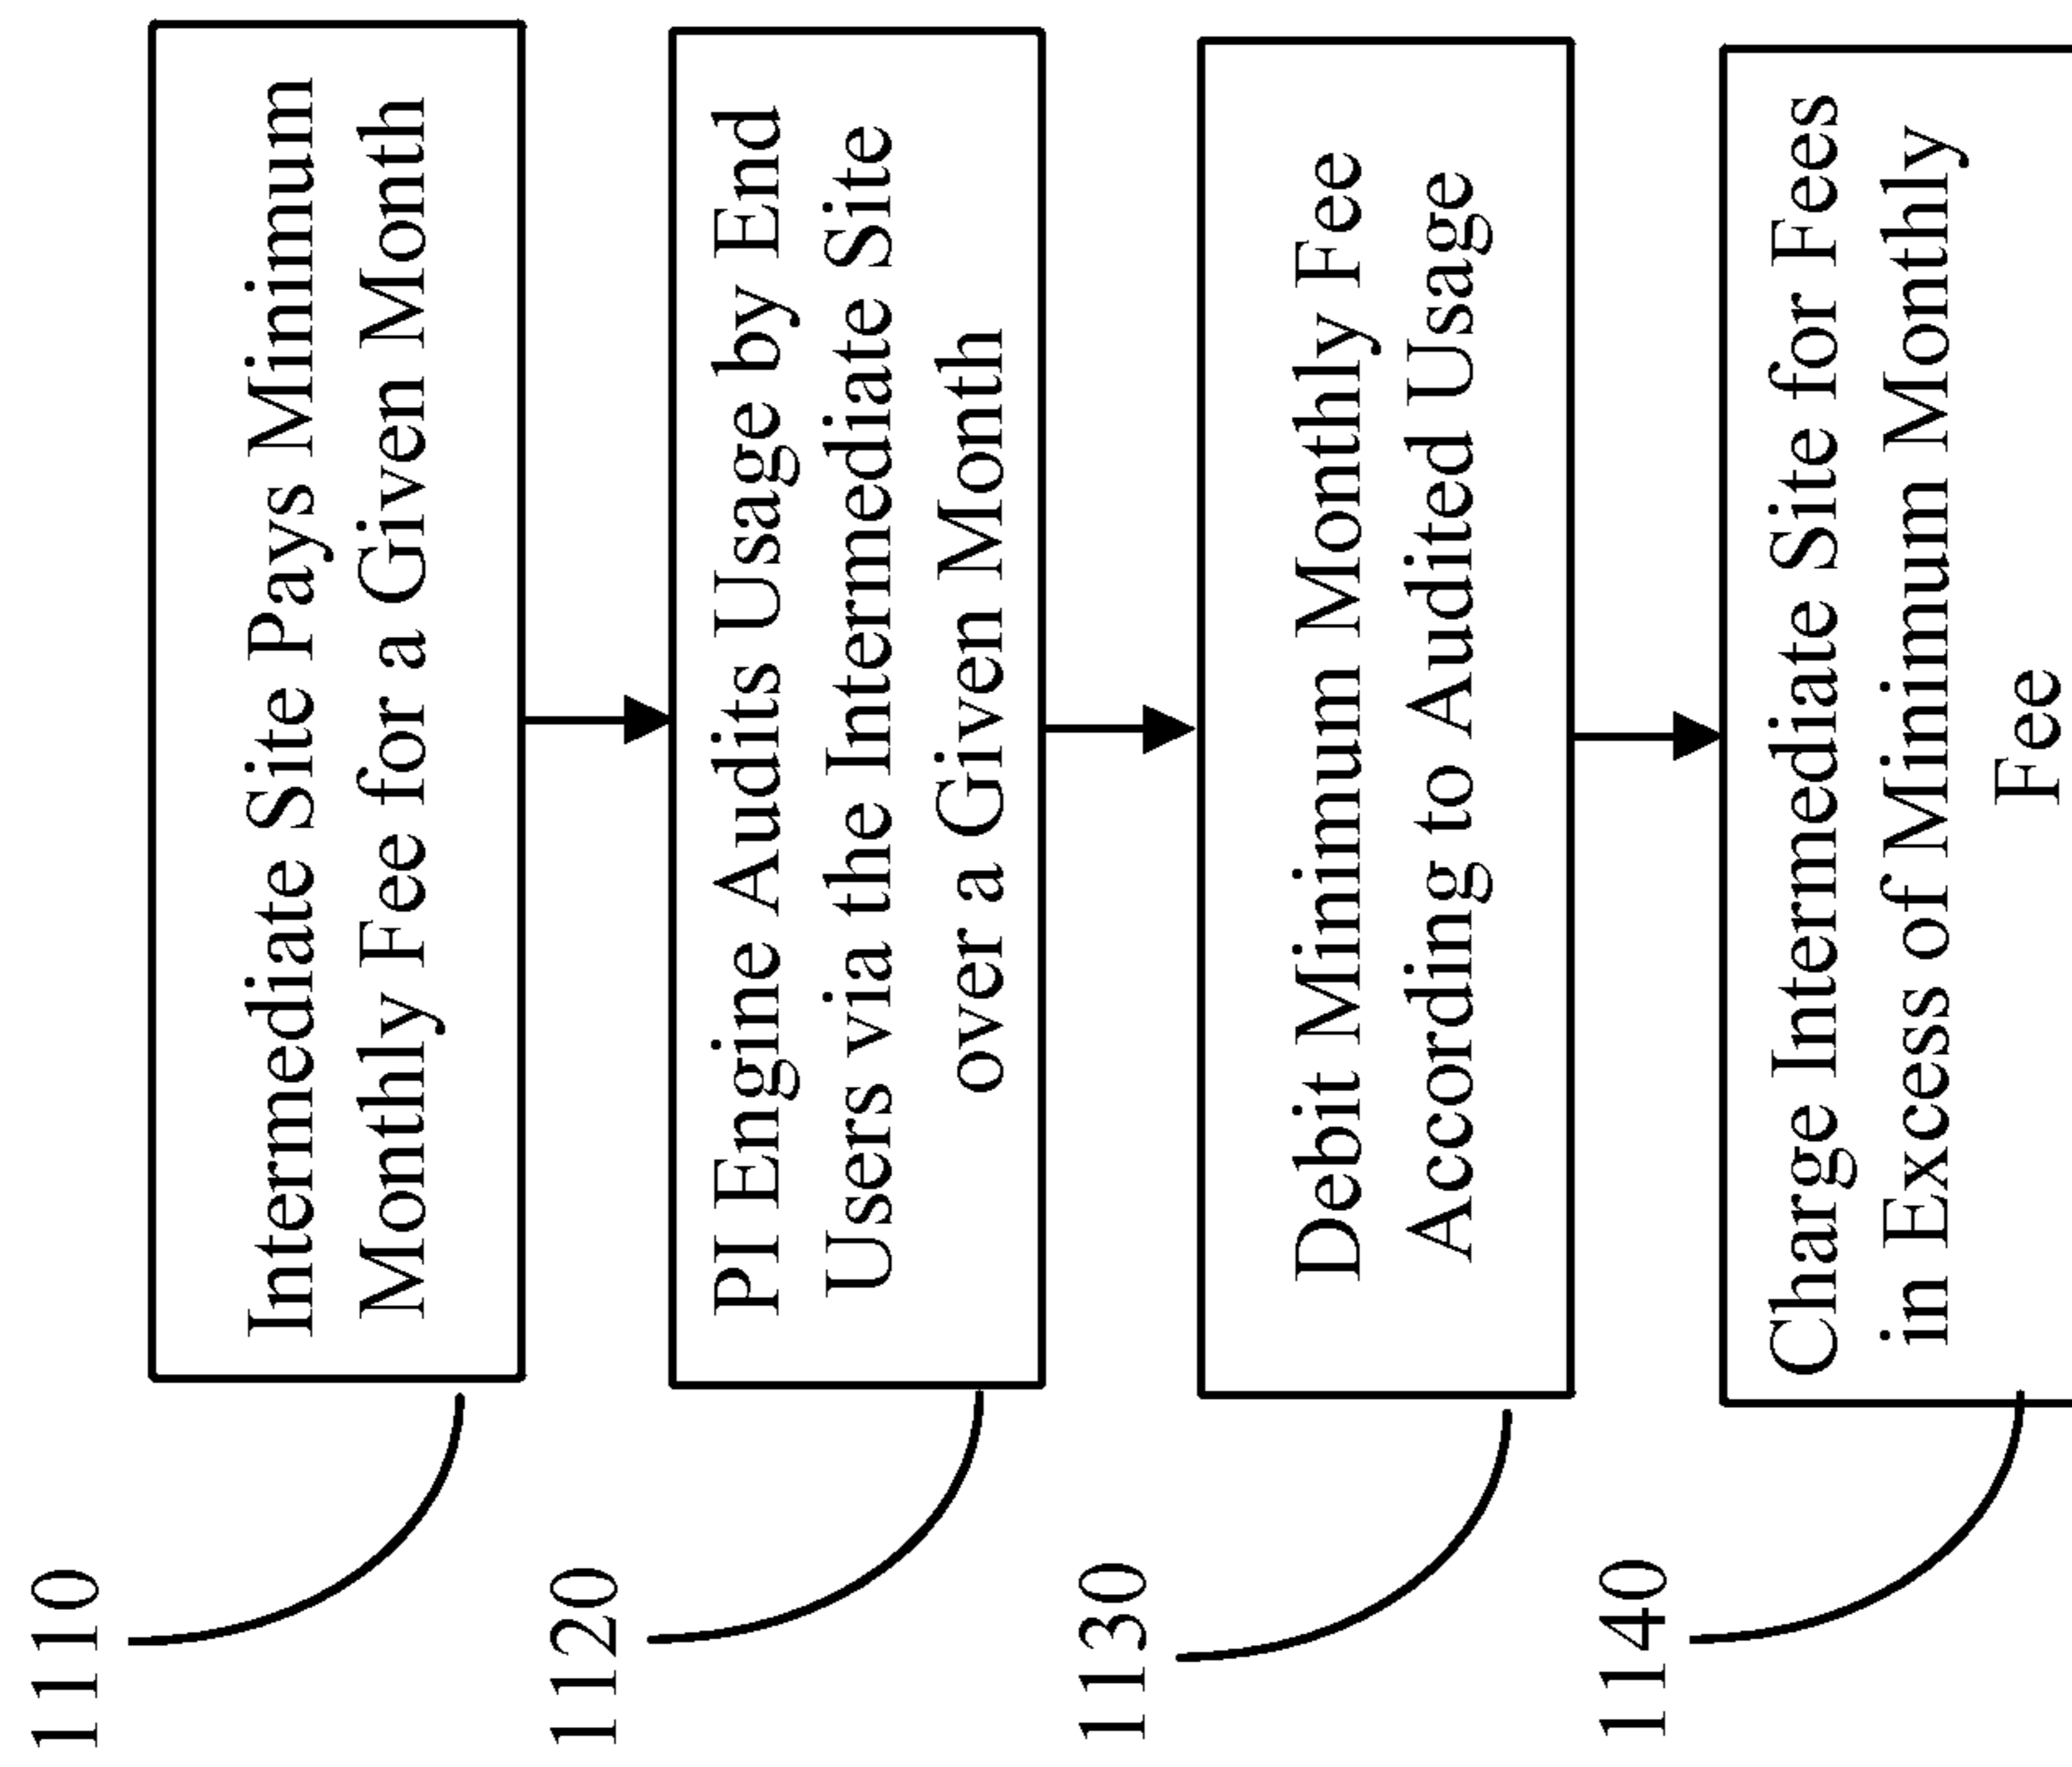 1110
Intermediate Site Pays Minimum
Monthly Fee for a Given Month
1120
PI Engine Audits Usage by End
Users via the Intermediate Site
over a Given Month
1130
Debit Minimum Monthly Fee
According to Audited Usage
1140
Charge Intermediate Site for Fees
in Excess of Minimum Monthly
Fee